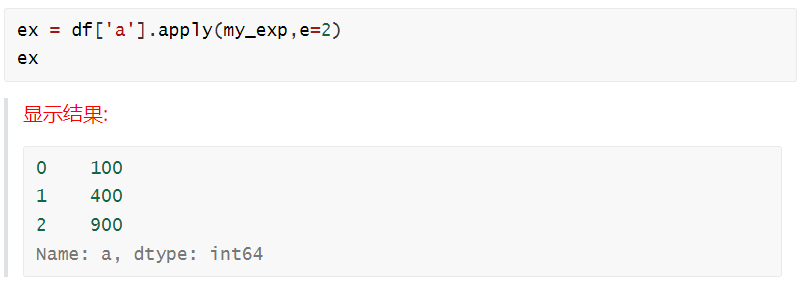 ex = df['a'].apply(my_exp,e=2)
ex
显示结果:
0    100
1    400
2    900
Name: a, dtype: int64